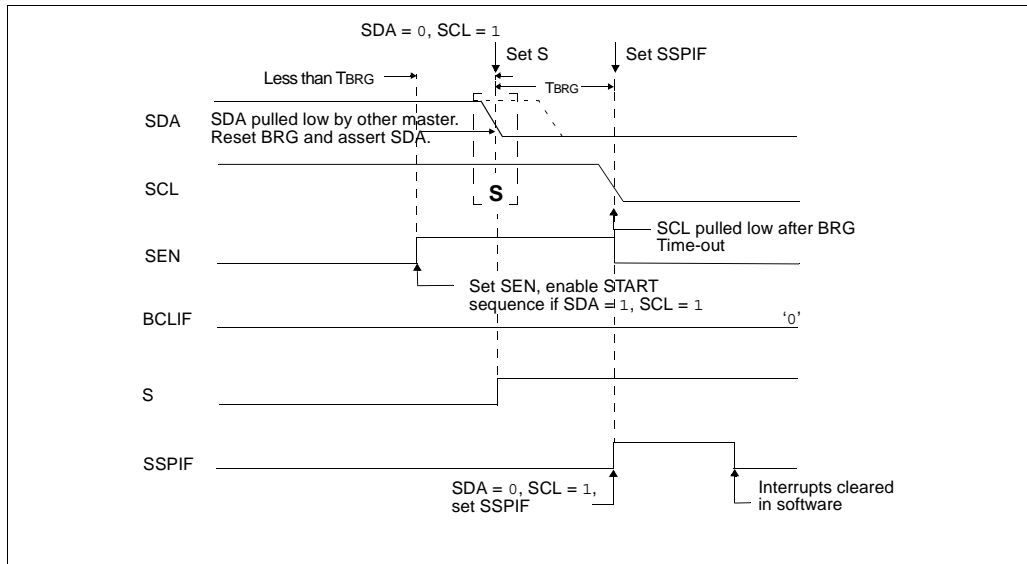 SDA = 0, SCL = 1
Set S
Set SSPIF
Less than TBRG
TBRG
SDA
SDA pulled low by other master.
Reset BRG and assert SDA.
SCL
S
SCL pulled low after BRG
Time-out
SEN
Set SEN, enable START
sequence if SDA = 1, SCL = 1
BCLIF
'0'
S
SSPIF
SDA = 0, SCL = 1,
set SSPIF
Interrupts cleared
in software